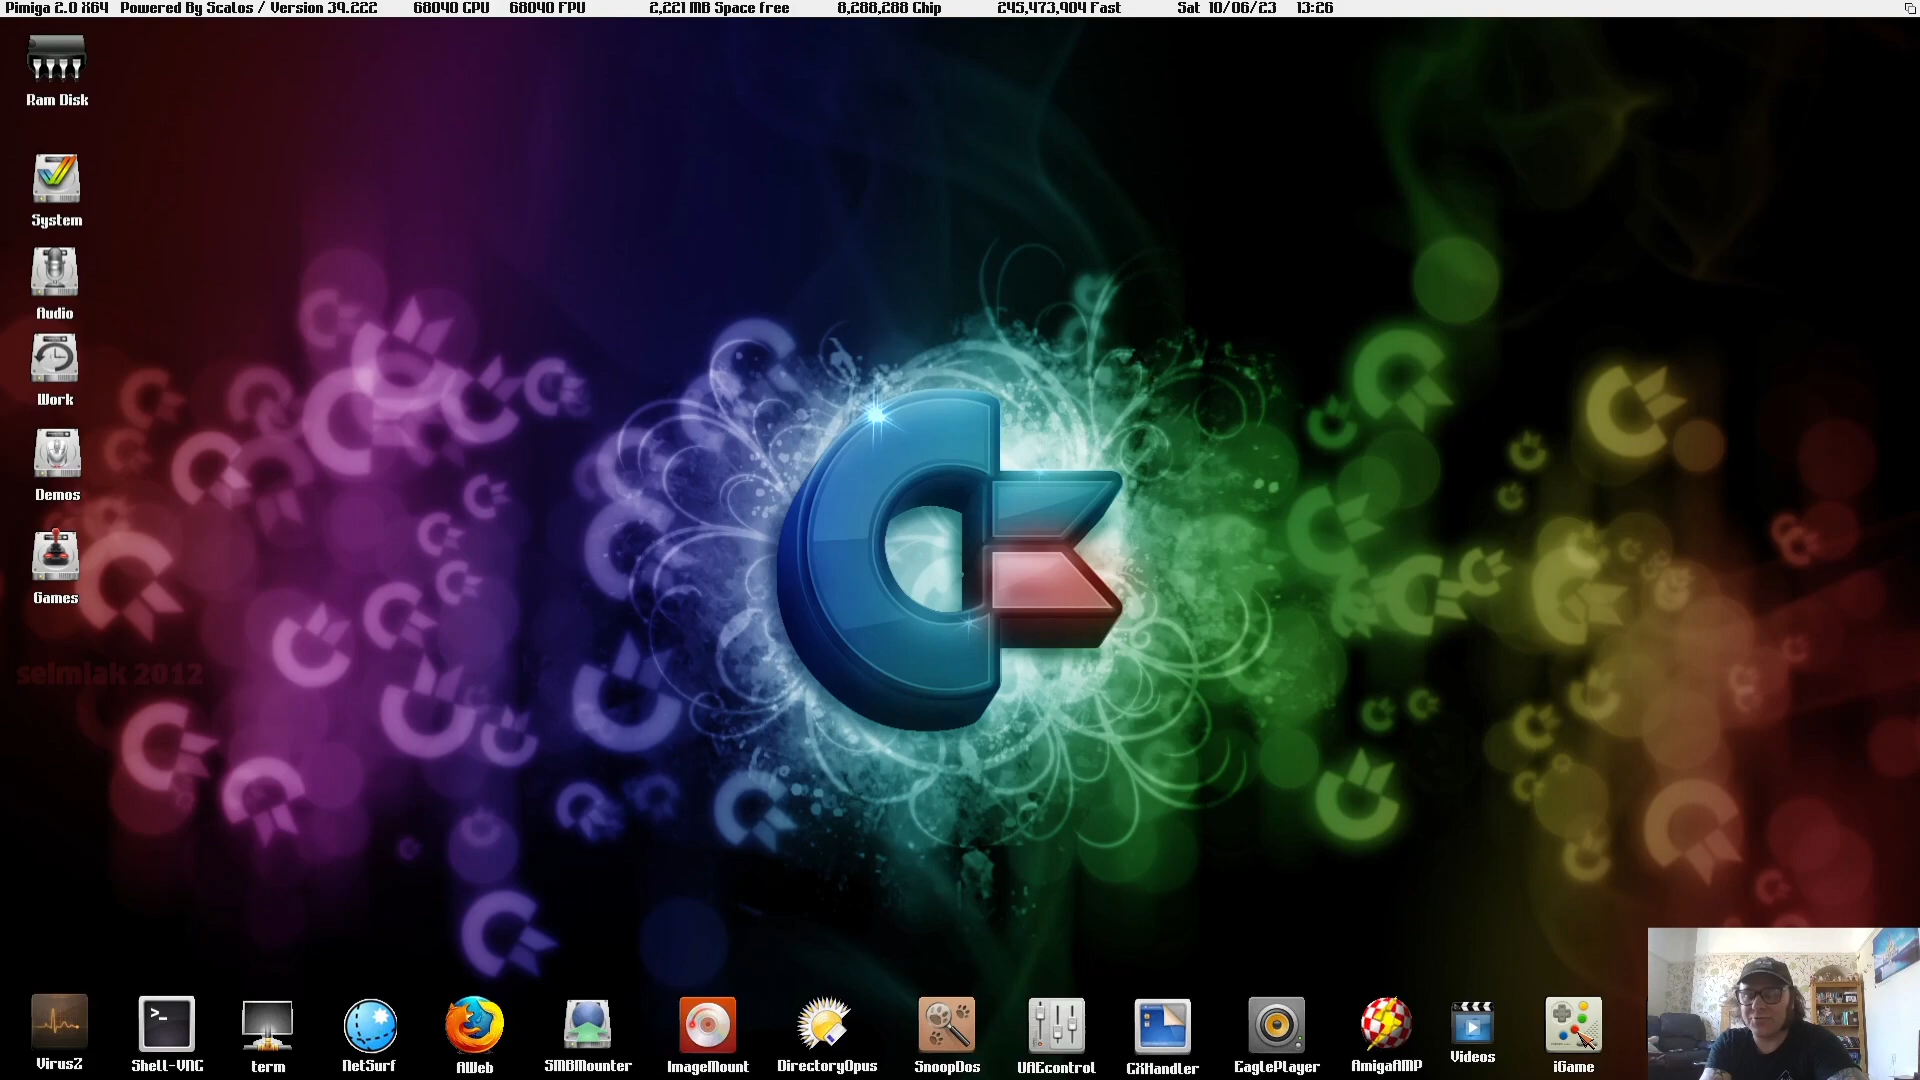 Pimiga 2.0 X64 Powered By Scalos / Version 39.222 68040 CPU 68040 FPU 2,221 MB Space free 8,288,288 Chip 245,473,904 Fast Sat 10/06/23 13:26
Ram Disk
System
Audio
Work
Demos
Games
selmiak 2012
VirusZ
Shell-VNC
term
NetSurf
AWeb
SMBMounter
ImageMount
DirectoryOpus
SnoopDos
UAEcontrol
CXHandler
EaglePlayer
AmigaAMP
Videos
iGame